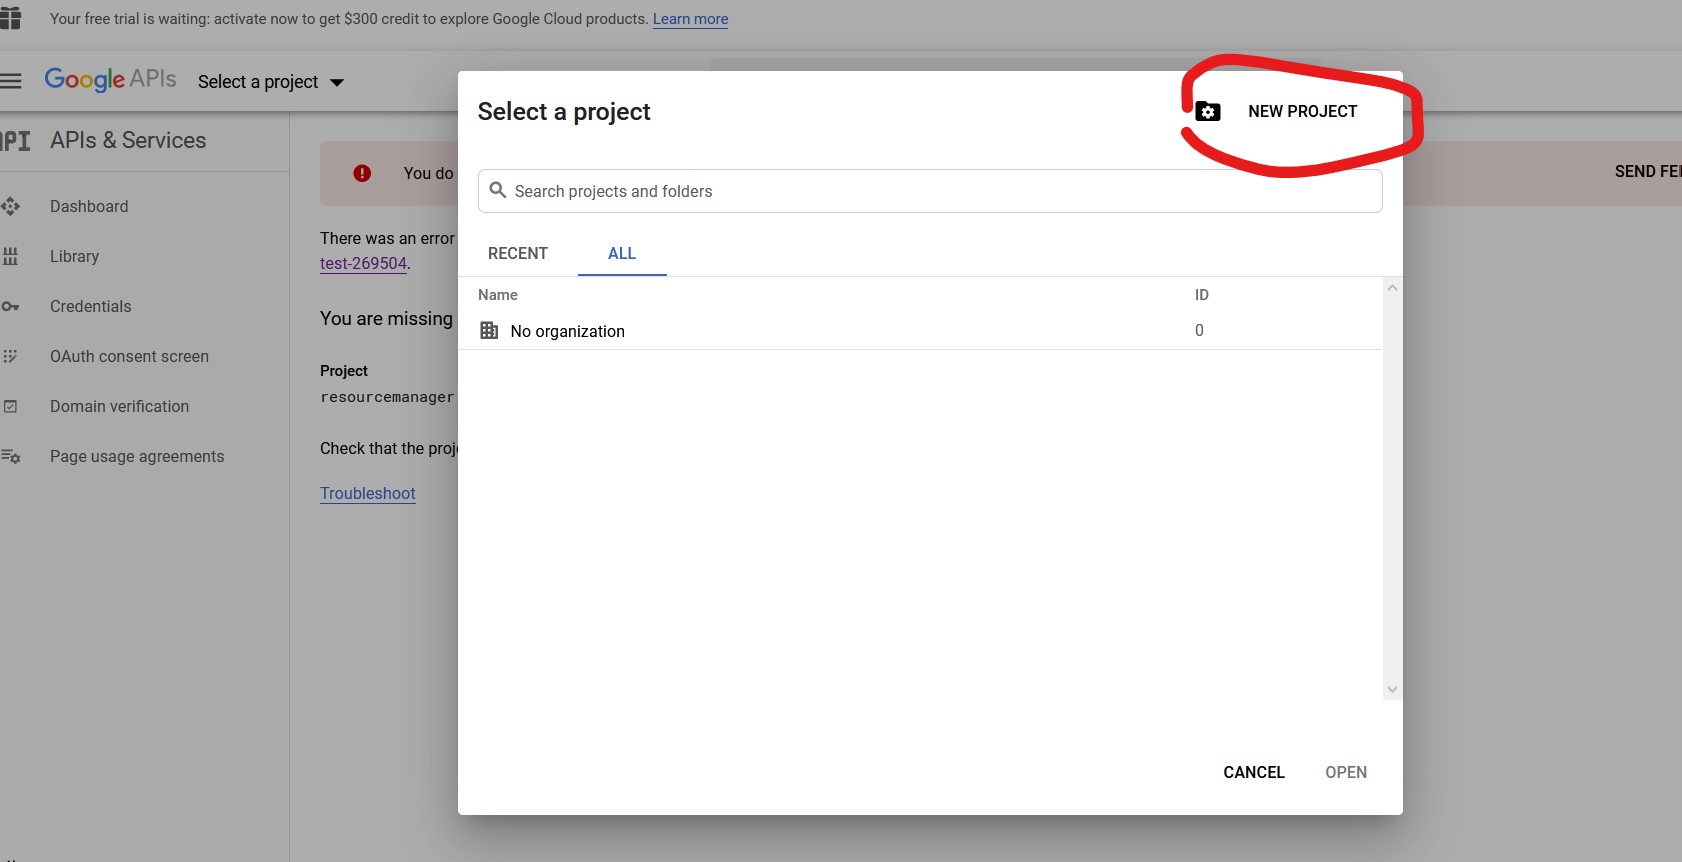 Your free trial is waiting: activate now to get $300 credit to explore Google Cloud products. Learn more
Google APIs Select a project
Select a project
NEW PROJECT
API APIs & Services
You do
SEND
Search projects and folders
Dashboard
There was an error
RECENT ALL
Library
test-269504.
Name ID
Credentials
You are missing
No organization 0
OAuth consent screen
Project
resourcemanager
Domain verification
Check that the
Page usage agreements
Troubleshoot
CANCEL OPEN